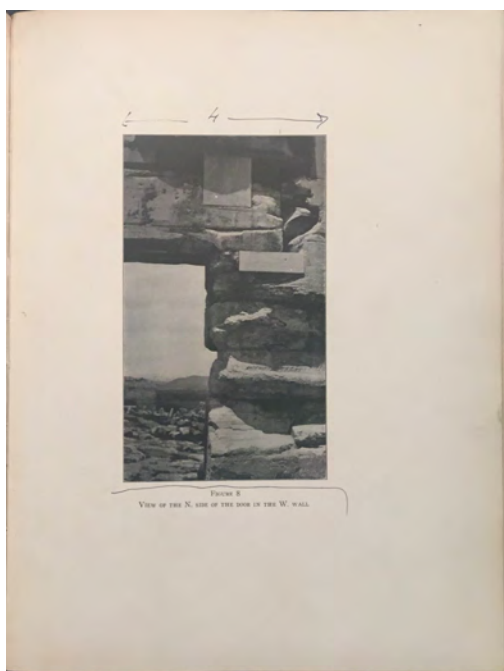 4
FIGURE 8
VIEW OF THE N. SIDE OF THE DOOR IN THE W. WALL